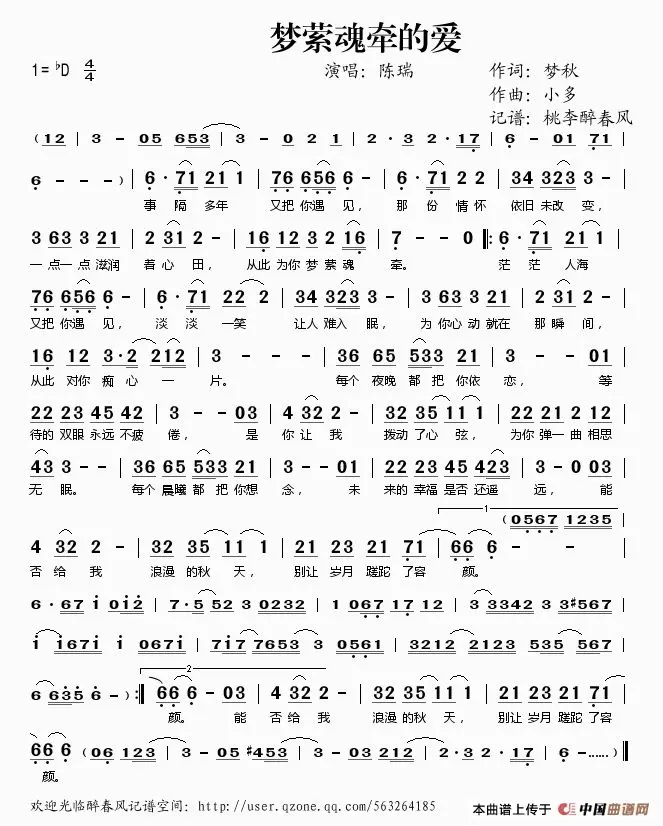 梦萦魂牵的爱
1=♭D 4/4 演唱：陈瑞 作词：梦秋
作曲：小多
记谱：桃李醉春风
(12 | 3 - 05 653 | 3 - 02 1 | 2 · 3 2 · 17 | 6 - 01 71 |
6 - - ) | 6 · 71 21 1 | 76 656 6 - | 6 · 71 2 2 | 34 323 3 - |
事 隔 多年 又把 你遇 见， 那 份 情 怀 依旧 未改 变，
3 63 3 21 | 2 31 2 - | 16 12 3 2 16 | 7 - - 0 ‖: 6 · 71 21 1 |
一 点一 点 滋润 着 心 田， 从此 为你 梦 萦 魂 牵。 茫 茫 人海
76 656 6 - | 6 · 71 22 2 | 34 323 3 - | 3 63 3 21 | 2 31 2 - |
又把 你遇 见， 淡 淡 一笑 让人 难入 眠， 为 你心 动 就在 那 瞬 间，
16 12 3·2 212 | 3 - - - | 36 65 533 21 | 3 - - 01 |
从此 对你 痴 心 一 片。 每个 夜晚 都 把 你依 恋， 等
22 23 45 42 | 3 - - 03 | 4 32 2 - | 32 35 11 1 | 22 21 2 12 |
待的 双眼 永远 不疲 倦， 是 你 让 我 拨动 了心 弦， 为你 弹一 曲 相思
43 3 - - | 36 65 533 21 | 3 - - 01 | 22 23 45 423 | 3 - 0 03 |
无 眠。 每个 晨曦 都 把 你想 念， 未 来的 幸福 是否 还遥 远， 能
1 (0567 1235
4 32 2 - | 32 35 11 1 | 21 23 22 71 | 66 6 - - |
否 给 我 浪漫 的秋 天， 别让 岁月 蹉跎 了 容 颜。
6 · 67 i 0i2 | 7·5 52 3 0232 | 1 067 17 12 | 3 3342 3 3#567 |
i i671 i 0671 | 7i7 7653 3 0561 | 3212 2123 535 567 |
2
6 635 6 - ) :‖ 66 6 - 03 | 4 32 2 - | 32 35 11 1 | 21 23 22 71 |
颜。 能 否 给 我 浪漫 的秋 天， 别让 岁月 蹉跎 了 容
66 6 (06 123 | 3 - 05 #453 | 3 - 03 212 | 2·3 2·17 | 6 - …… ) ‖
颜。
欢迎光临醉春风记谱空间：http://user.qzone.qq.com/563264185 本曲谱上传于 中国曲谱网